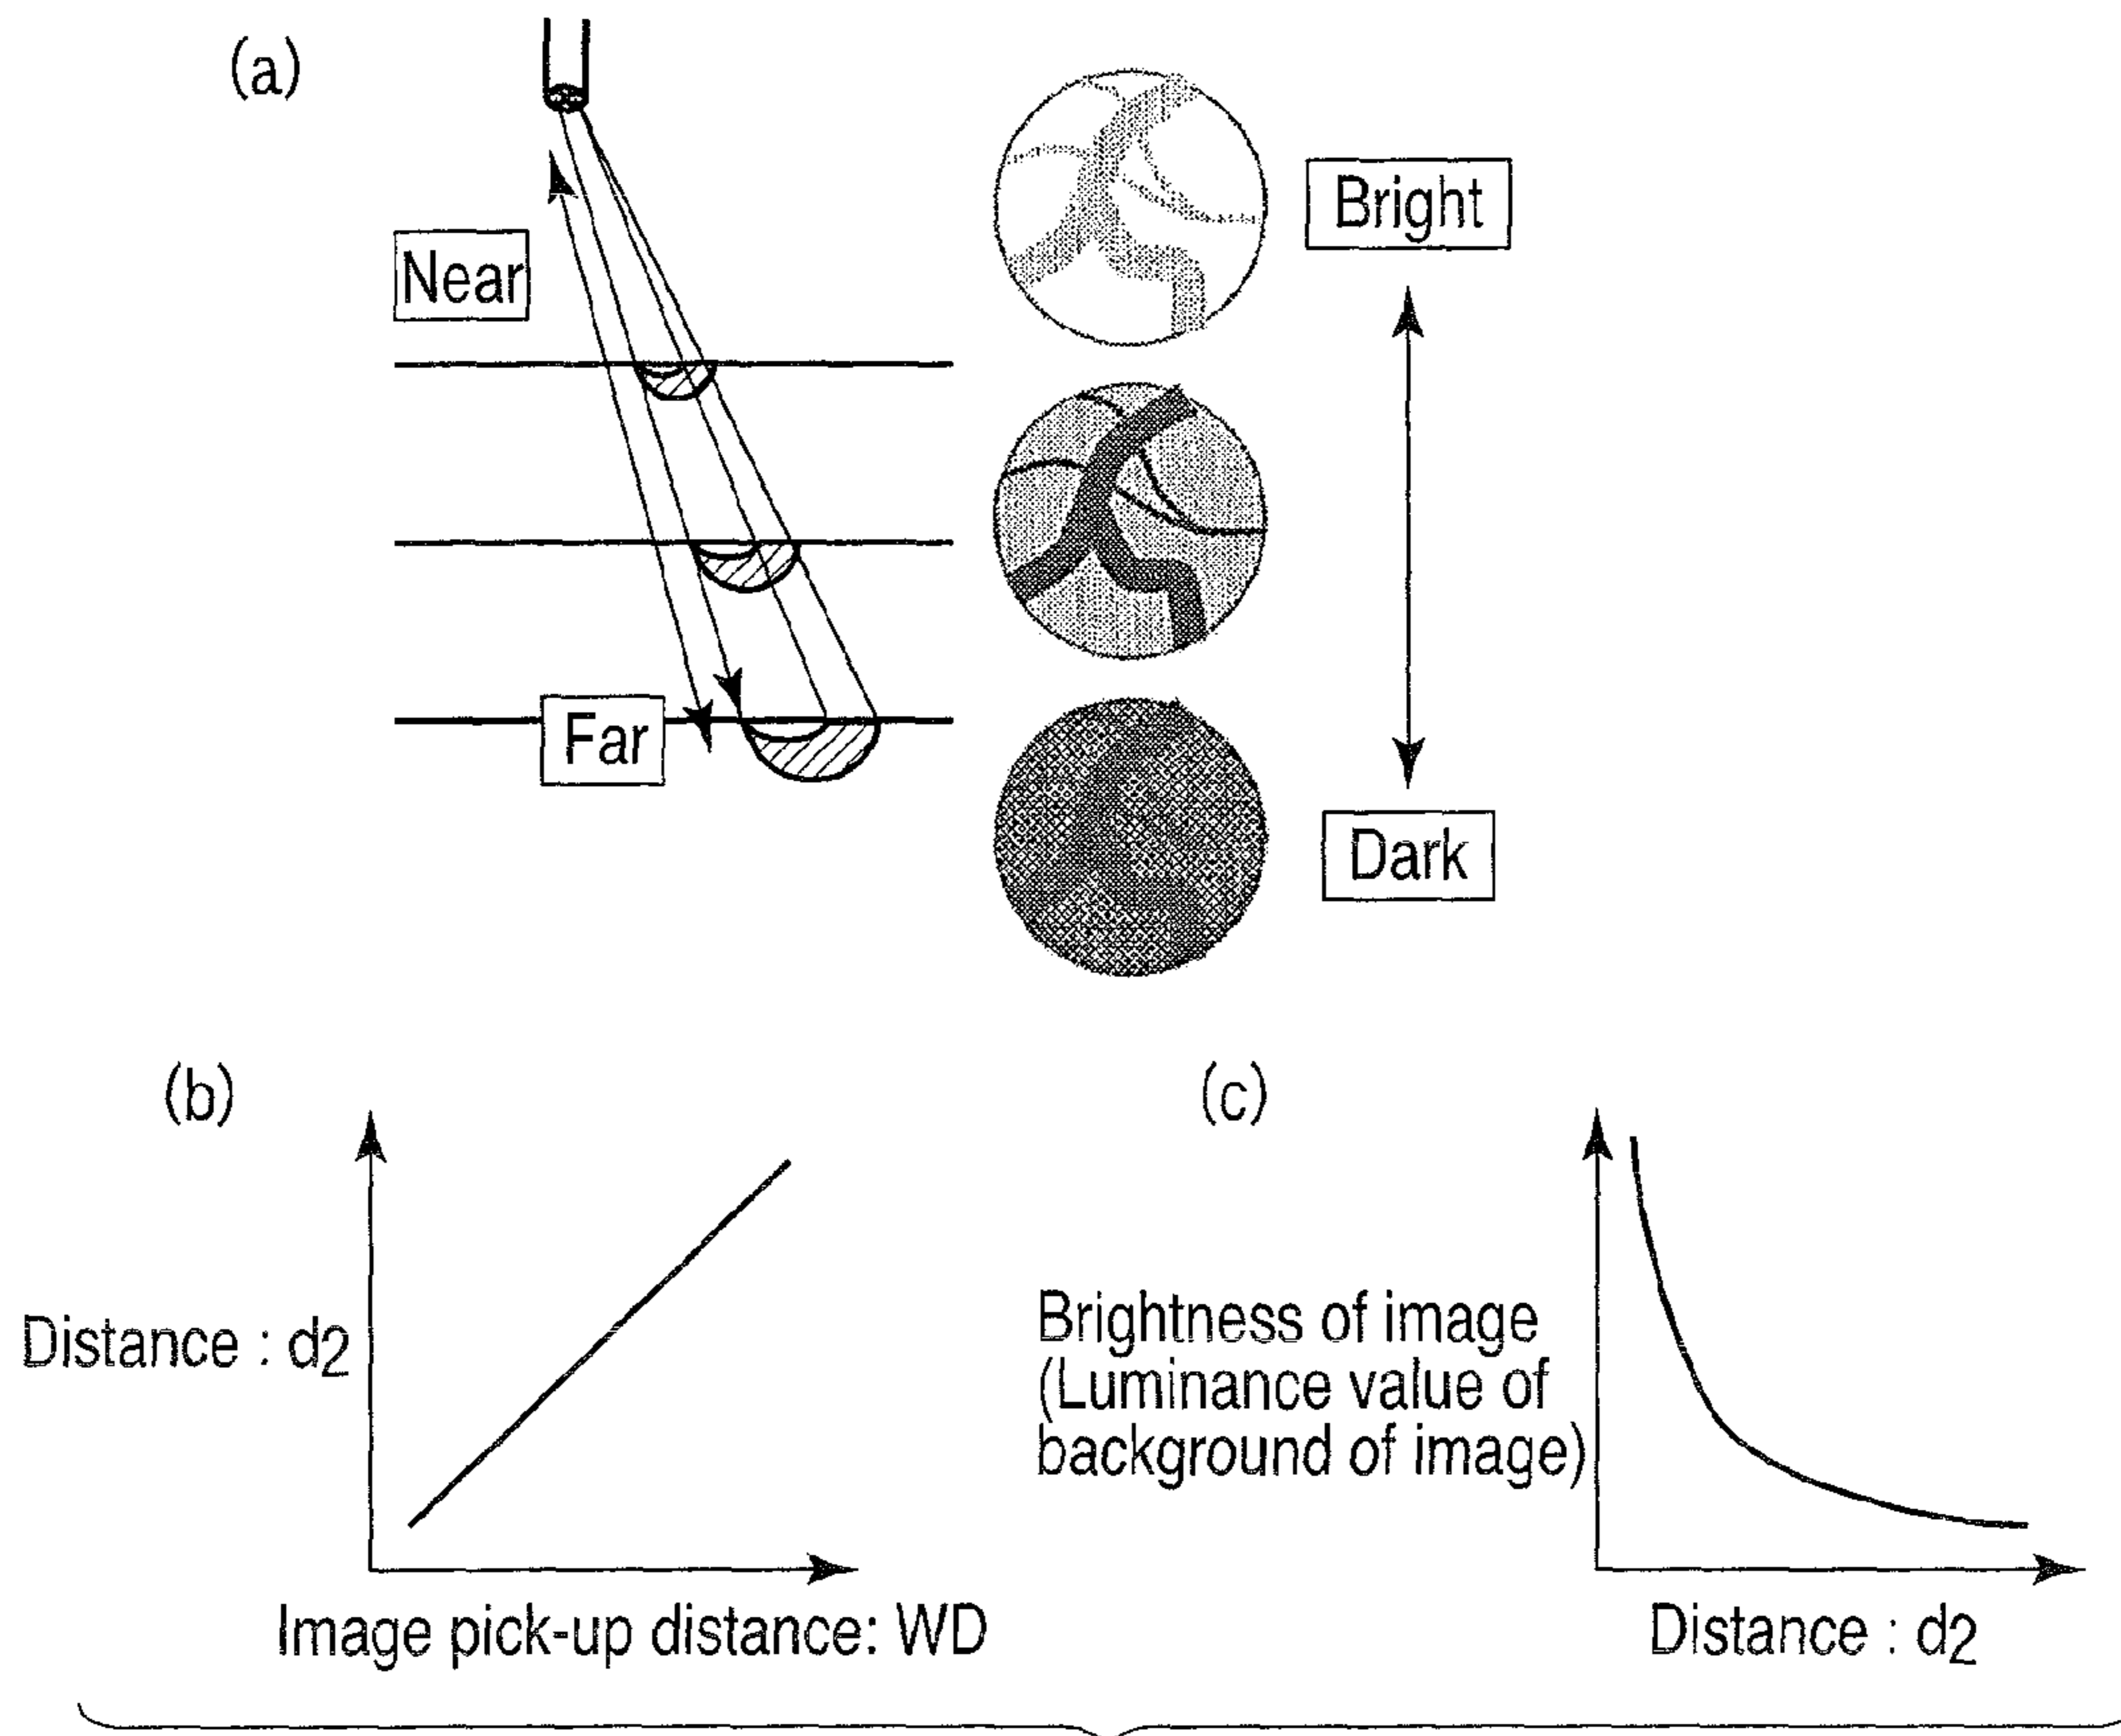 (a)
Near
Bright
Far
Dark
(b)
Distance : d2
Image pick-up distance: WD
(c)
Brightness of image
(Luminance value of
background of image)
Distance : d2